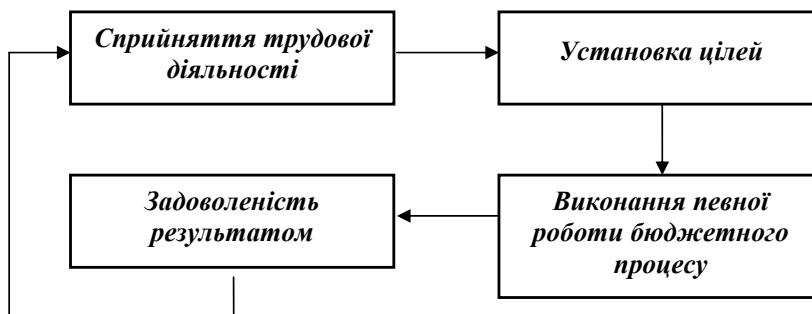 Сприйняття трудової
діяльності
Установка цілей
Задоволеність
результатом
Виконання певної
роботи бюджетного
процесу